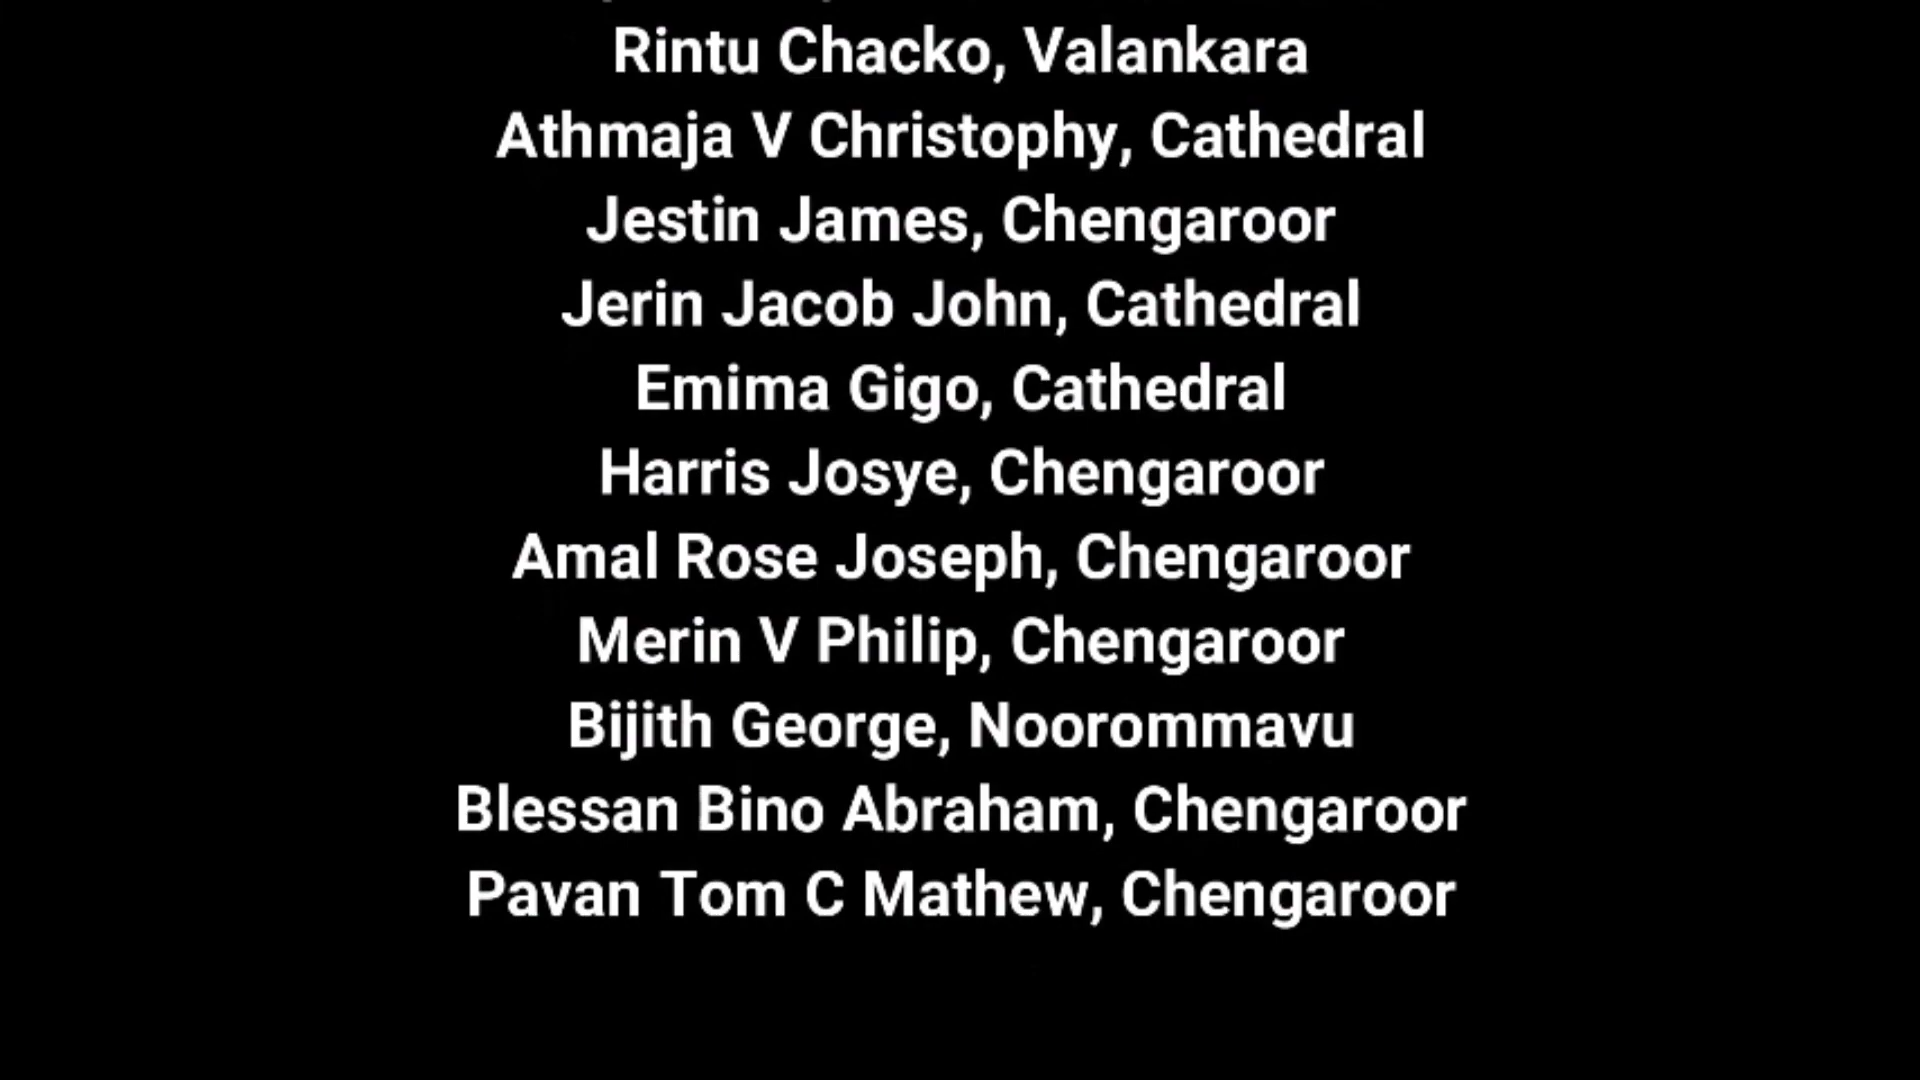 Rintu Chacko, Valankara
Athmaja V Christophy, Cathedral
Jestin James, Chengaroor
Jerin Jacob John, Cathedral
Emima Gigo, Cathedral
Harris Josye, Chengaroor
Amal Rose Joseph, Chengaroor
Merin V Philip, Chengaroor
Bijith George, Noorommavu
Blessan Bino Abraham, Chengaroor
Pavan Tom C Mathew, Chengaroor